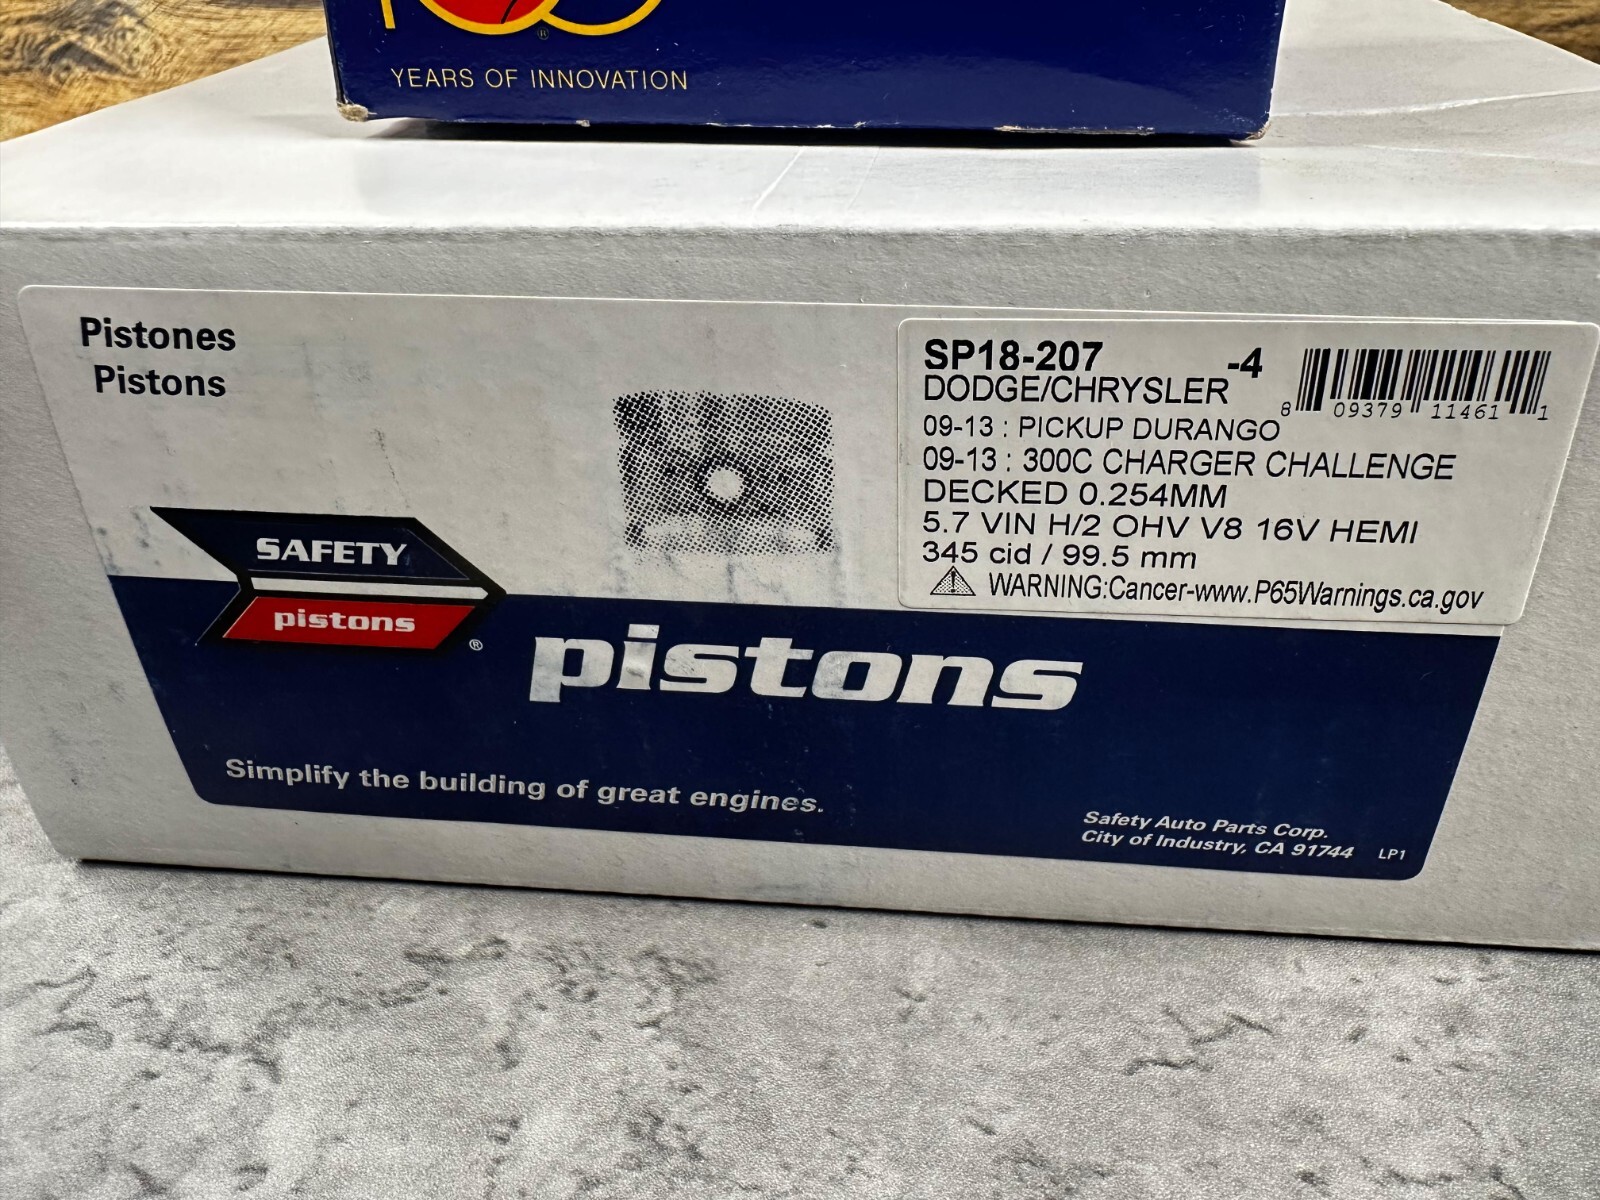 100
®
YEARS OF INNOVATION
Pistones
Pistons
SP18-207 -4
DODGE/CHRYSLER
09-13 : PICKUP DURANGO
09-13 : 300C CHARGER CHALLENGE
DECKED 0.254MM
5.7 VIN H/2 OHV V8 16V HEMI
345 cid / 99.5 mm
WARNING:Cancer-www.P65Warnings.ca.gov
8 09379 11461 1
SAFETY
pistons
®
pistons
Simplify the building of great engines.
Safety Auto Parts Corp.
City of Industry, CA 91744 LP1